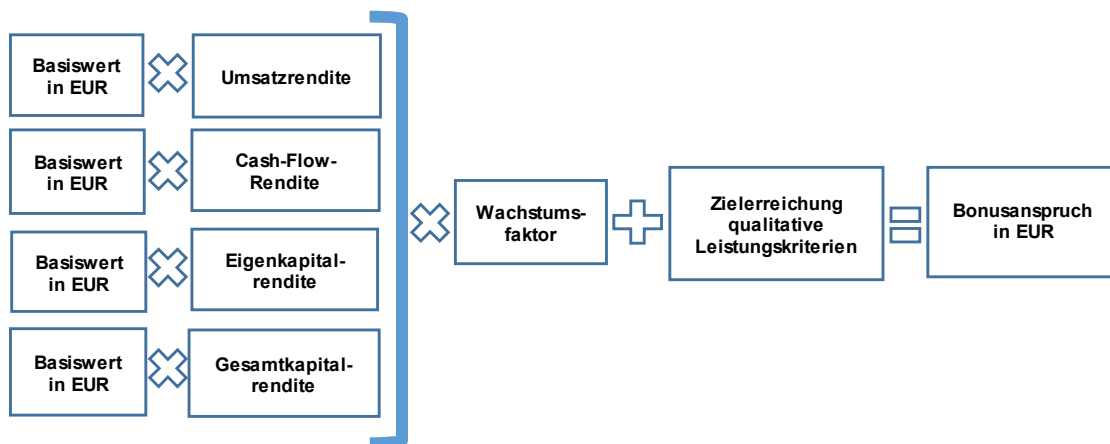 Basiswert
in EUR
Umsatzrendite
Basiswert
in EUR
Cash-Flow-
Rendite
Basiswert
in EUR
Eigenkapital-
rendite
Basiswert
in EUR
Gesamtkapital-
rendite
Wachstums-
faktor
Zielerreichung
qualitative
Leistungskriterien
Bonusanspruch
in EUR